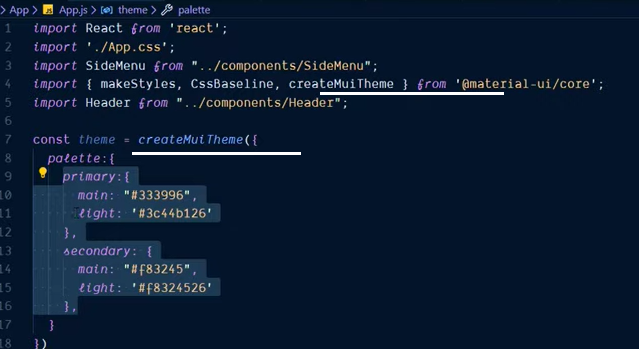 App > JS App.js > theme > palette
1 import React from 'react';
2 import './App.css';
3 import SideMenu from "../components/SideMenu";
4 import { makeStyles, CssBaseline, createMuiTheme } from '@material-ui/core';
5 import Header from "../components/Header";
6
7 const theme = createMuiTheme({
8 palette:{
9 primary:{
10 main: "#333996",
11 light: '#3c44b126'
12 },
13 secondary: {
14 main: "#f83245",
15 light: '#f8324526'
16 },
17 }
18 })